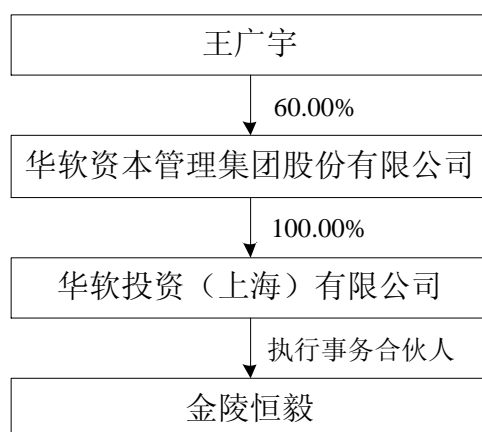 王广宇
60.00%
华软资本管理集团股份有限公司
100.00%
华软投资（上海）有限公司
执行事务合伙人
金陵恒毅